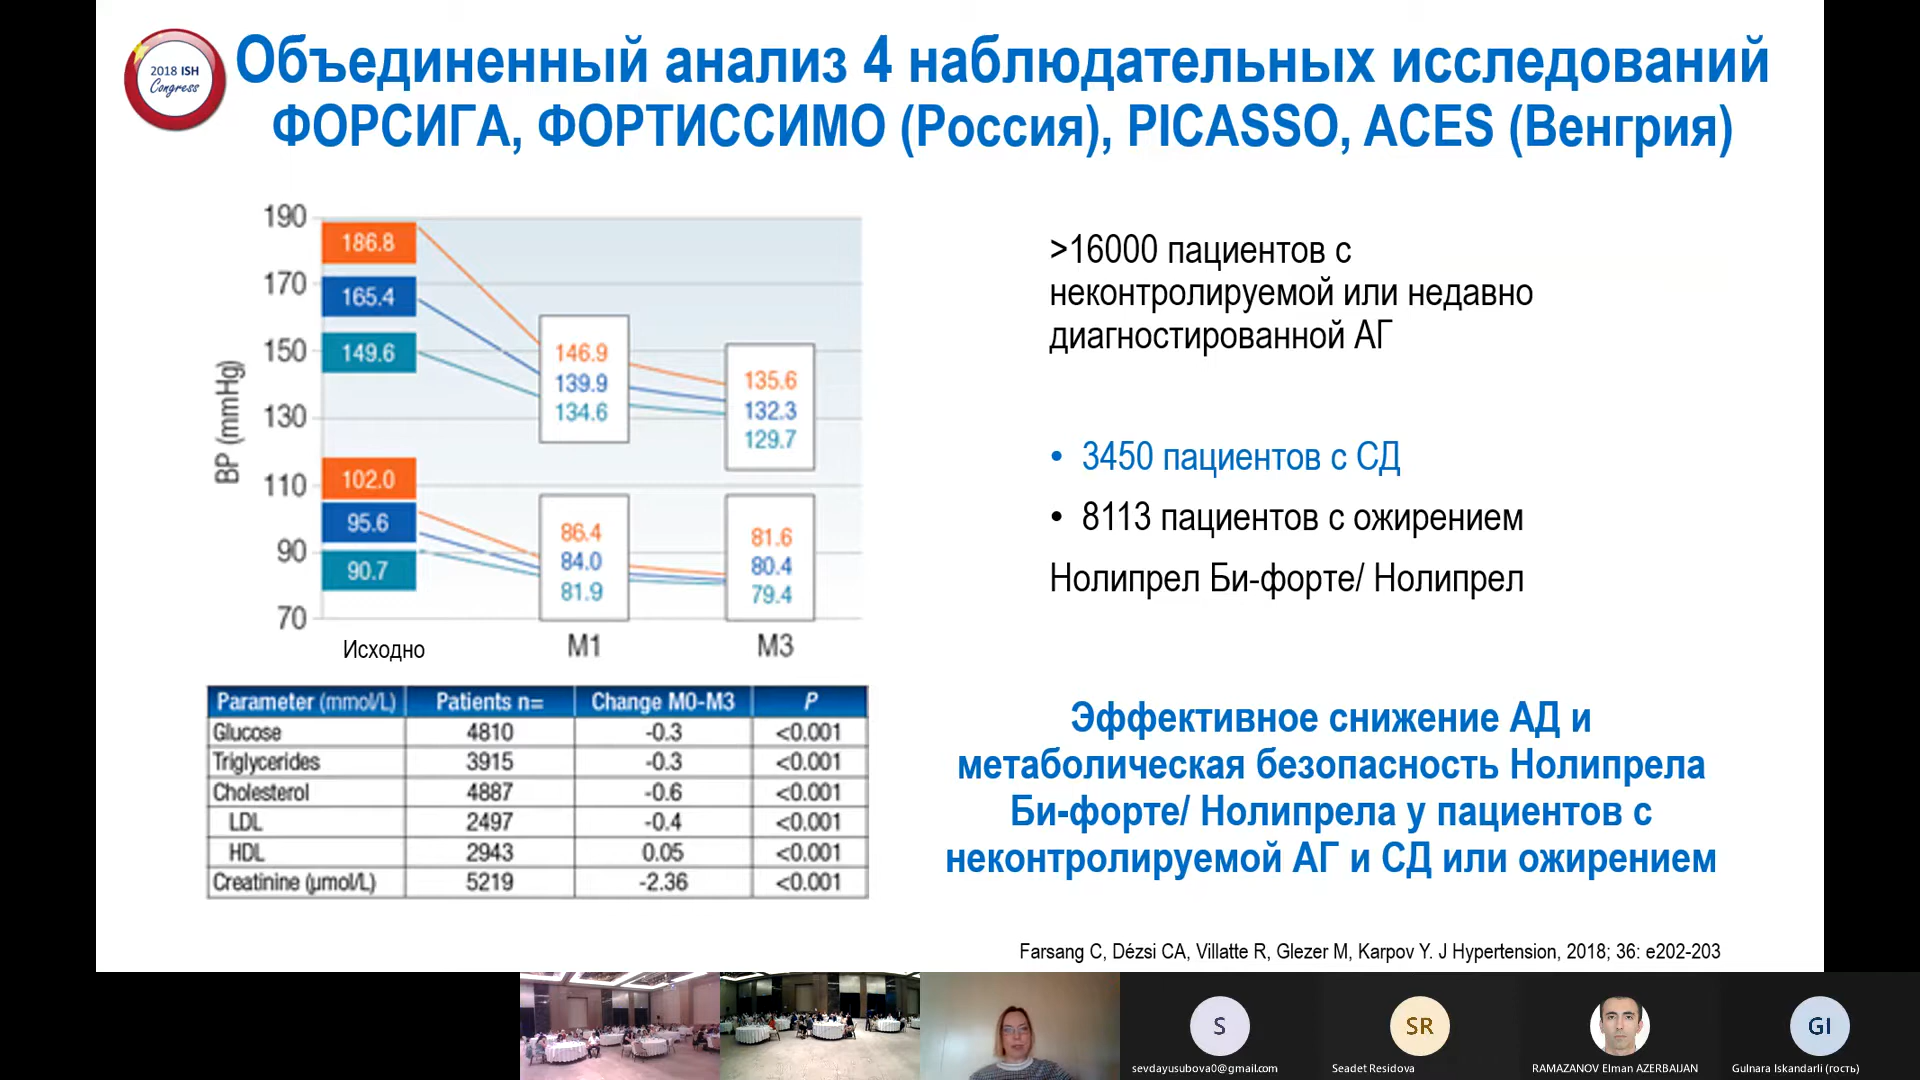 2018 ISH
Congress
Объединенный анализ 4 наблюдательных исследований
ФОРСИГА, ФОРТИССИМО (Россия), PICASSO, ACES (Венгрия)
BP (mmHg)
190
170
150
130
110
90
70
186.8
165.4
149.6
102.0
95.6
90.7
146.9
139.9
134.6
86.4
84.0
81.9
135.6
132.3
129.7
81.6
80.4
79.4
Исходно M1 M3
Parameter (mmol/L) Patients n= Change M0-M3 P
Glucose 4810 -0.3 <0.001
Triglycerides 3915 -0.3 <0.001
Cholesterol 4887 -0.6 <0.001
LDL 2497 -0.4 <0.001
HDL 2943 0.05 <0.001
Creatinine (µmol/L) 5219 -2.36 <0.001
>16000 пациентов с
неконтролируемой или недавно
диагностированной АГ
• 3450 пациентов с СД
• 8113 пациентов с ожирением
Нолипрел Би-форте/ Нолипрел
Эффективное снижение АД и
метаболическая безопасность Нолипрела
Би-форте/ Нолипрела у пациентов с
неконтролируемой АГ и СД или ожирением
Farsang C, Dézsi CA, Villatte R, Glezer M, Karpov Y. J Hypertension, 2018; 36: e202-203
S
sevdayusubova0@gmail.com
SR
Seadet Residova
RAMAZANOV Elman AZERBAIJAN
GI
Gulnara Iskandarli (гость)